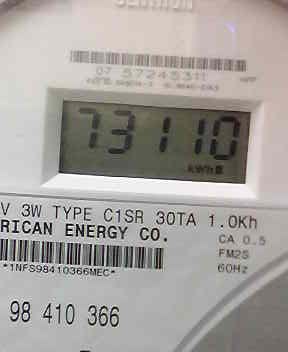 07 57245311
73110
kWh
V 3W TYPE C1SR 30TA 1.0Kh
RICAN ENERGY CO.
CA 0.5
FM2S
*1NFS98410366MEC*
60Hz
98 410 366